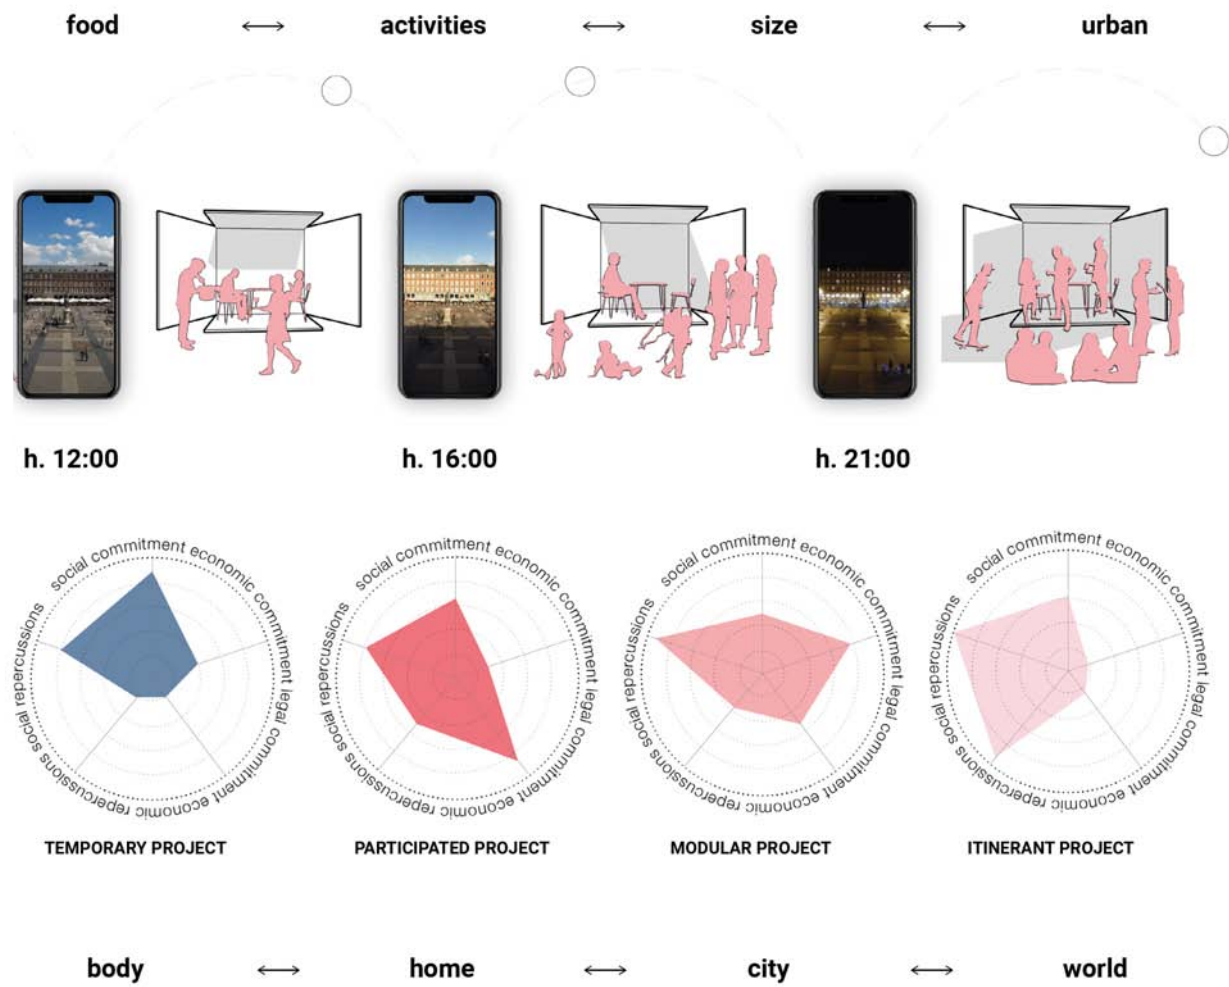 food ↔ activities ↔ size ↔ urban
h. 12:00 h. 16:00 h. 21:00
social commitment economic commitment legal commitment economic repercussions social repercussions
social commitment economic commitment legal commitment economic repercussions social repercussions
social commitment economic commitment legal commitment economic repercussions social repercussions
social commitment economic commitment legal commitment economic repercussions social repercussions
TEMPORARY PROJECT PARTICIPATED PROJECT MODULAR PROJECT ITINERANT PROJECT
body ↔ home ↔ city ↔ world